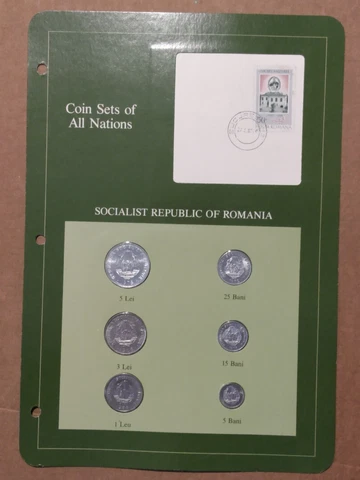 Coin Sets of
All Nations
SOCIALIST REPUBLIC OF ROMANIA
5 Lei
25 Bani
3 Lei
15 Bani
1 Leu
5 Bani